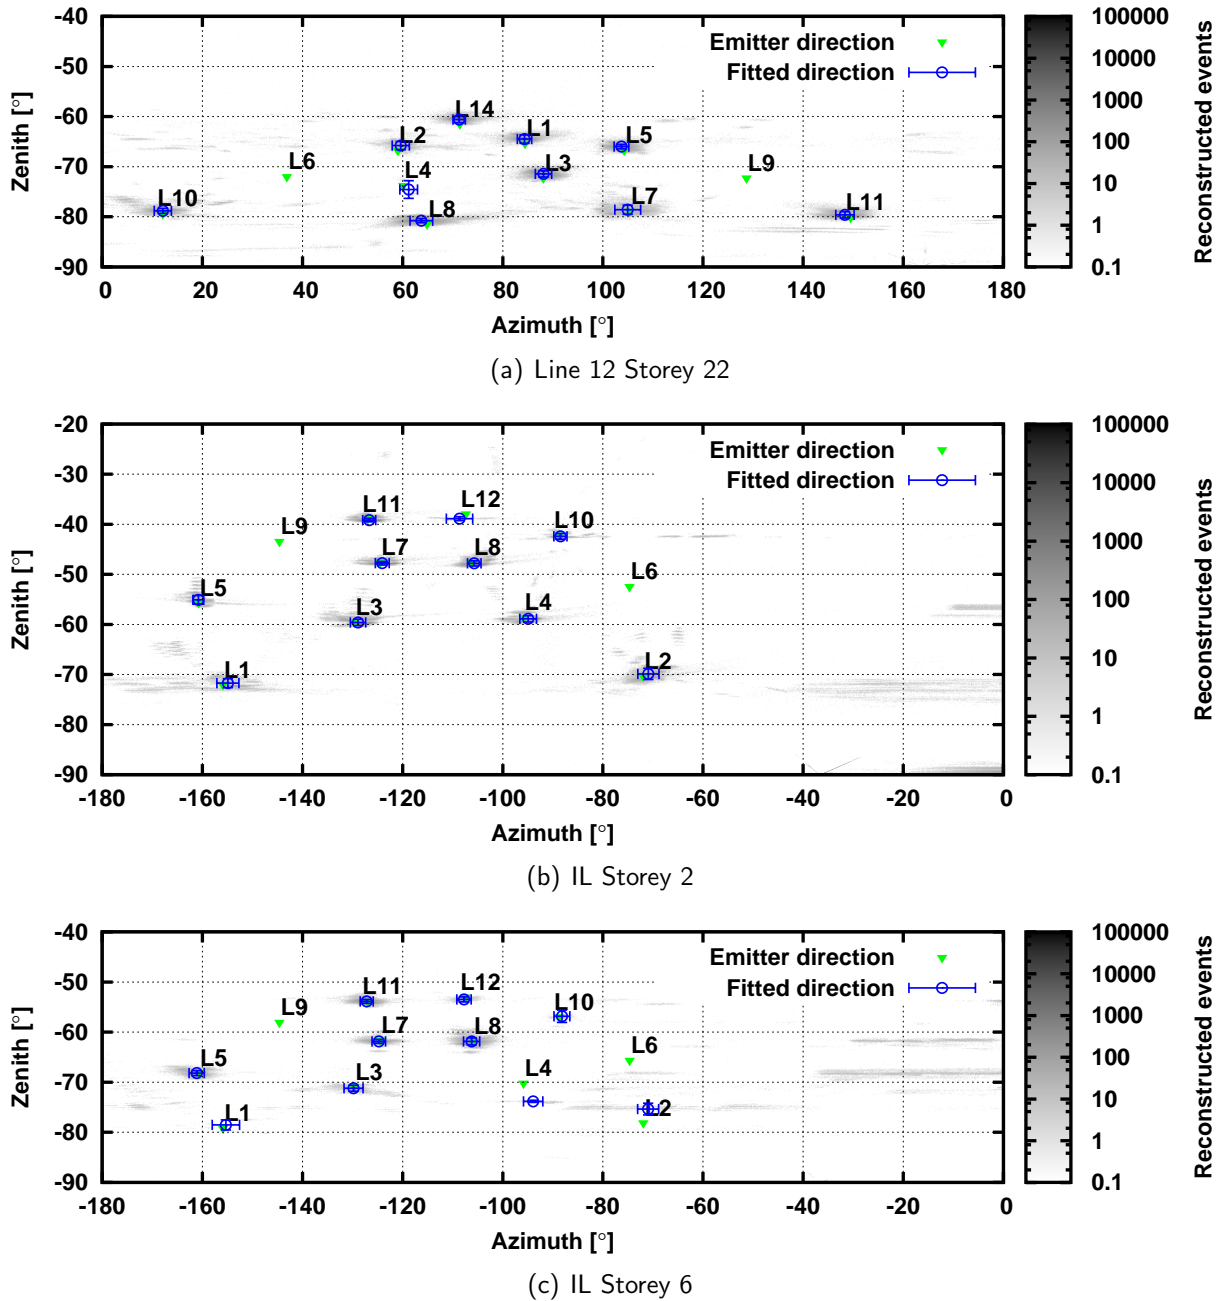 -40
-50
-60
-70
-80
-90
Zenith [°]
0 20 40 60 80 100 120 140 160 180
Azimuth [°]
Emitter direction
Fitted direction
L14
L2
L1
L5
L6
L4
L3
L9
L10
L8
L7
L11
100000
10000
1000
100
10
1
0.1
Reconstructed events
(a) Line 12 Storey 22
-20
-30
-40
-50
-60
-70
-80
-90
Zenith [°]
-180 -160 -140 -120 -100 -80 -60 -40 -20 0
Azimuth [°]
Emitter direction
Fitted direction
L11
L12
L9
L10
L7
L8
L6
L5
L3
L4
L1
L2
100000
10000
1000
100
10
1
0.1
Reconstructed events
(b) IL Storey 2
-40
-50
-60
-70
-80
-90
Zenith [°]
-180 -160 -140 -120 -100 -80 -60 -40 -20 0
Azimuth [°]
Emitter direction
Fitted direction
L11
L12
L9
L10
L7
L8
L6
L5
L3
L4
L1
L2
100000
10000
1000
100
10
1
0.1
Reconstructed events
(c) IL Storey 6